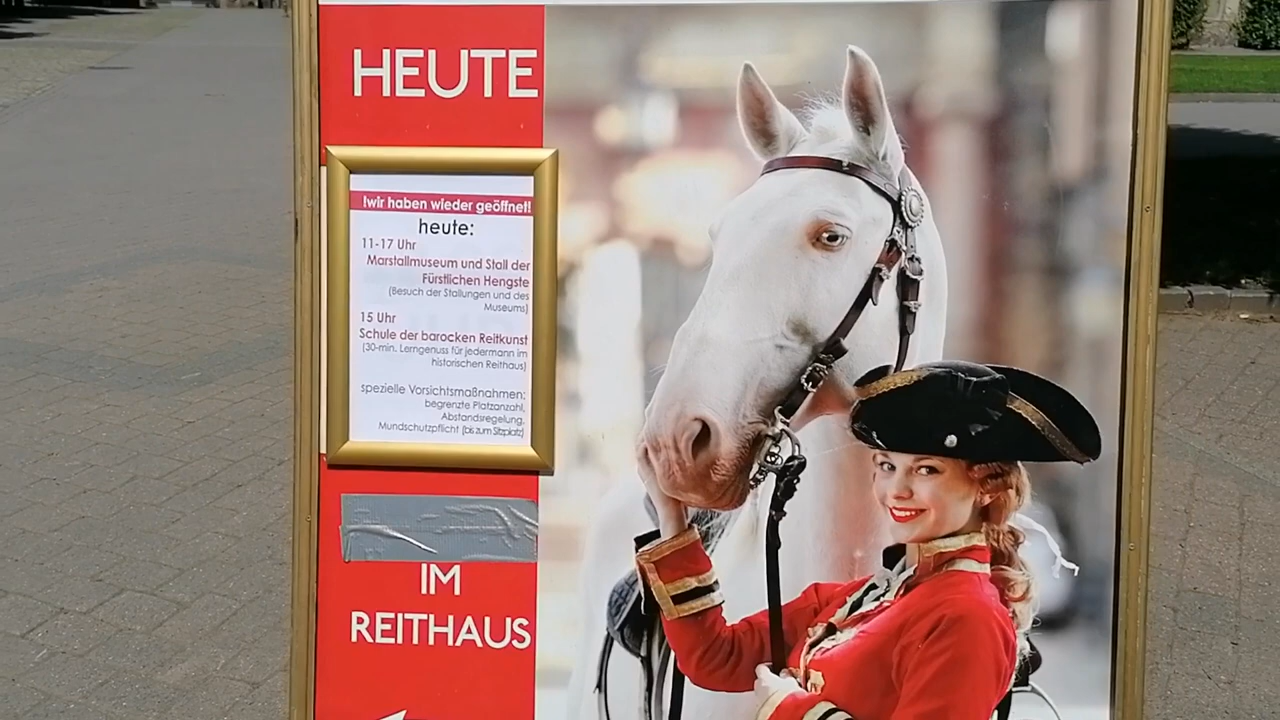 HEUTE
!wir haben wieder geöffnet!
heute:
11-17 Uhr
Marstallmuseum und Stall der
Fürstlichen Hengste
(Besuch der Stallungen und des
Museums)
15 Uhr
Schule der barocken Reitkunst
(30-min. Lerngenuss für jedermann im
historischen Reithaus)
spezielle Vorsichtsmaßnahmen:
begrenzte Platzanzahl,
Abstandsregelung,
Mundschutzpflicht (bis zum Sitzplatz)
IM
REITHAUS